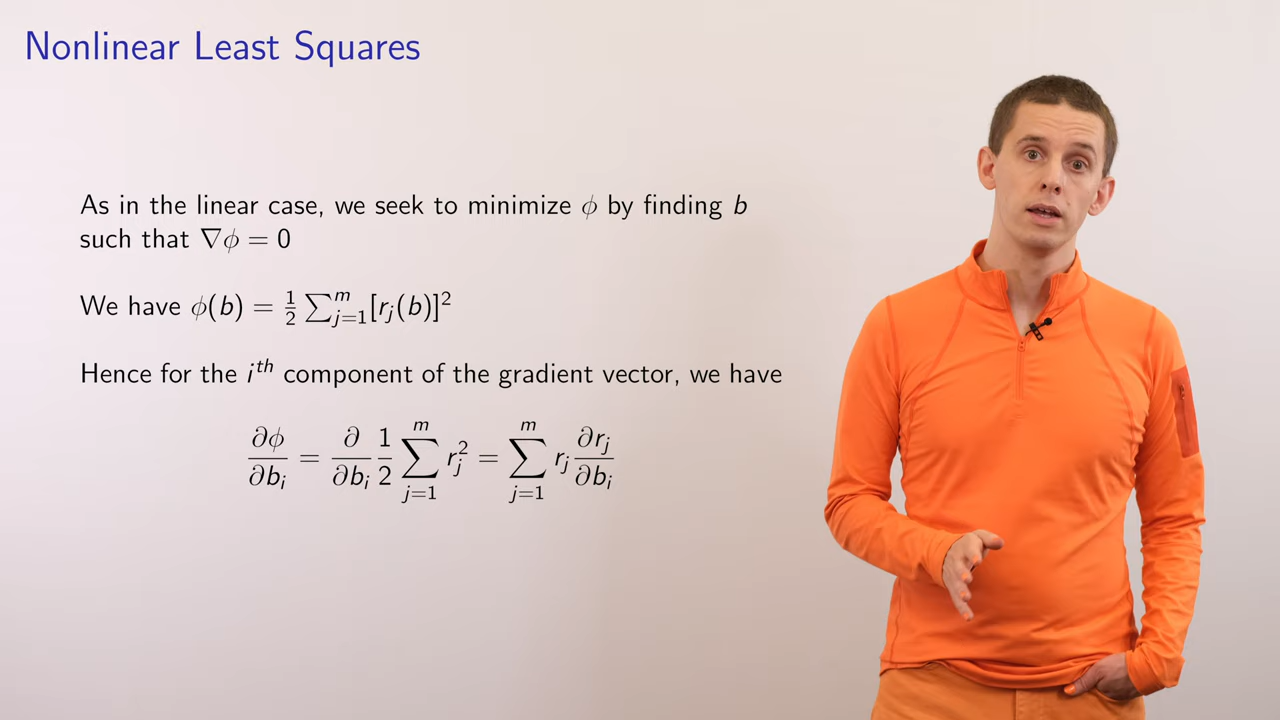 Nonlinear Least Squares
As in the linear case, we seek to minimize ϕ by finding b
such that ∇ϕ = 0
We have ϕ(b) = 1/2 ∑_{j=1}^{m} [r_j(b)]^2
Hence for the i^{th} component of the gradient vector, we have
∂ϕ/∂b_i = ∂/∂b_i 1/2 ∑_{j=1}^{m} r_j^2 = ∑_{j=1}^{m} r_j ∂r_j/∂b_i